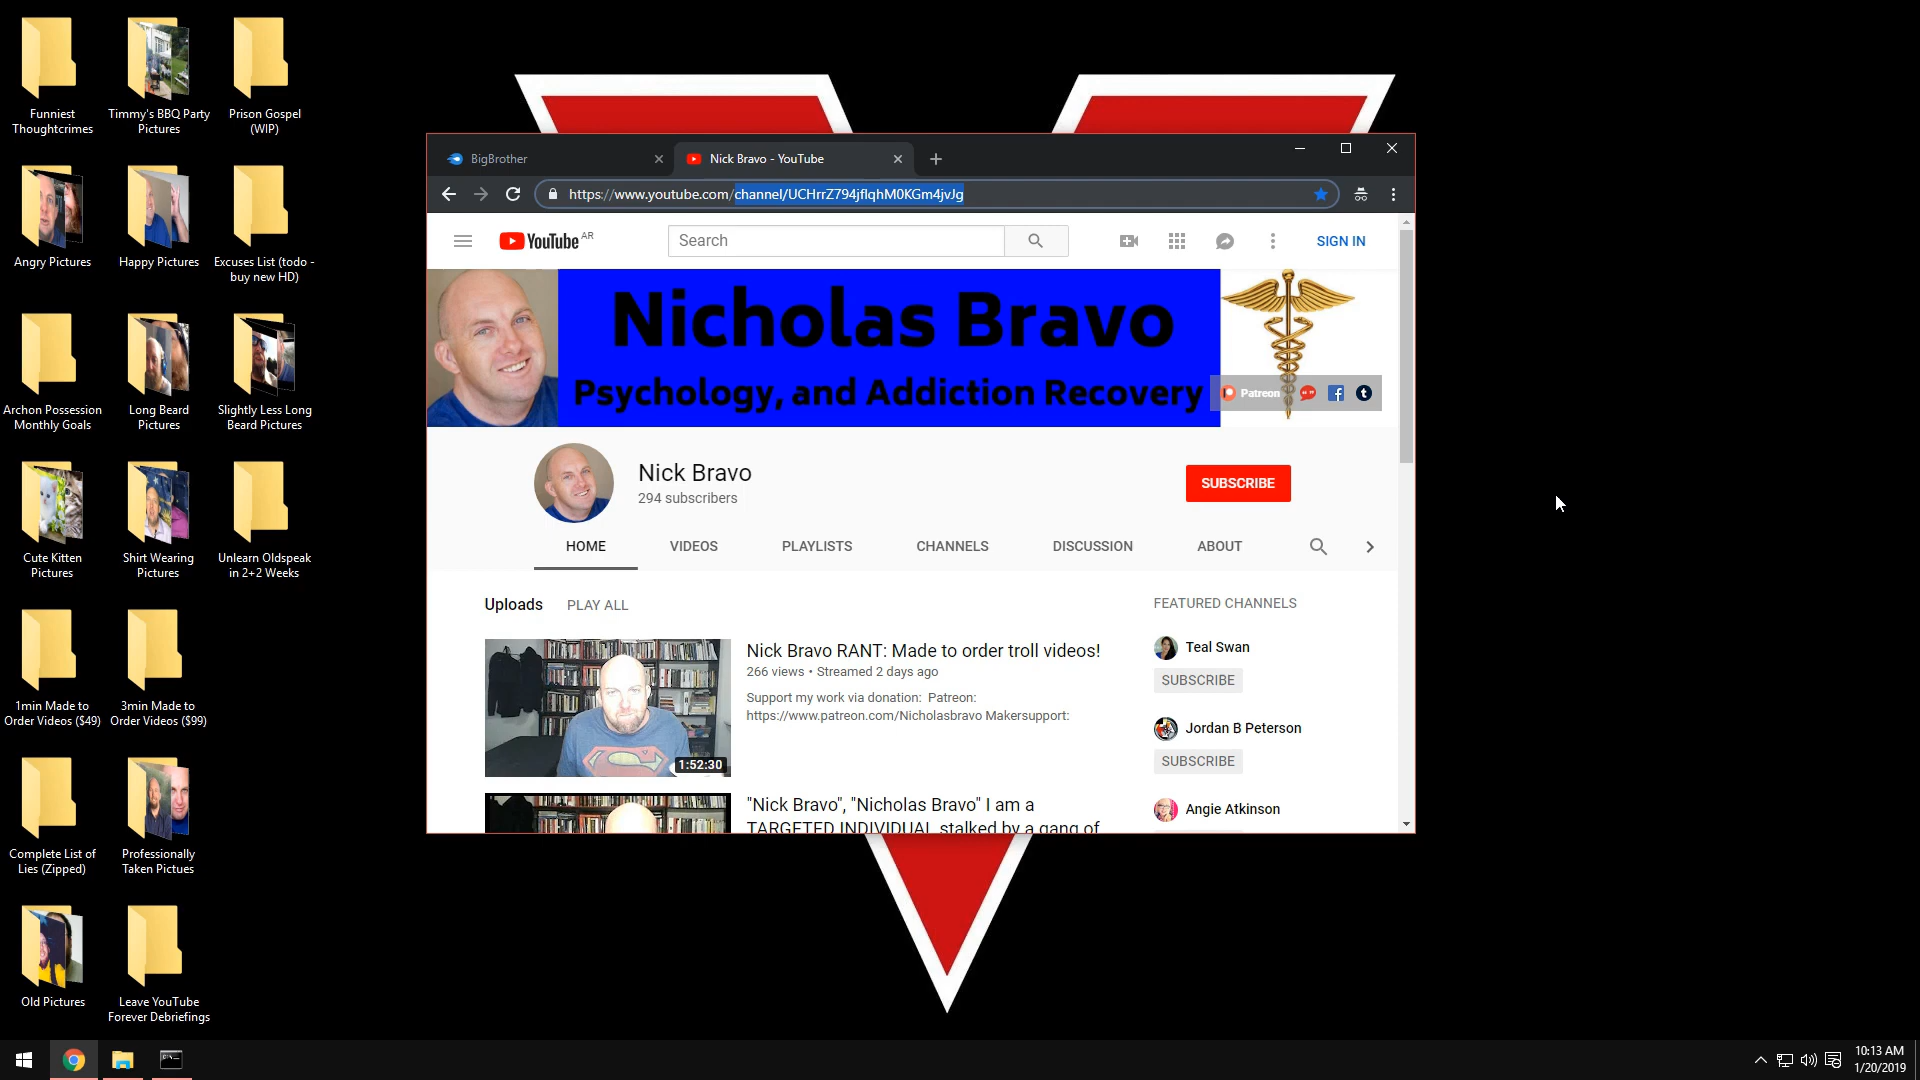 Funniest
Thoughtcrimes
Timmy's BBQ Party
Pictures
Prison Gospel
(WIP)
Angry Pictures
Happy Pictures
Excuses List (todo -
buy new HD)
Archon Possession
Monthly Goals
Long Beard
Pictures
Slightly Less Long
Beard Pictures
Cute Kitten
Pictures
Shirt Wearing
Pictures
Unlearn Oldspeak
in 2+2 Weeks
1min Made to
Order Videos ($49)
3min Made to
Order Videos ($99)
Complete List of
Lies (Zipped)
Professionally
Taken Pictues
Old Pictures
Leave YouTube
Forever Debriefings
BigBrother
Nick Bravo - YouTube
https://www.youtube.com/channel/UCHrrZ794jflqhM0KGm4jvJg
YouTube AR
Search
SIGN IN
Nicholas Bravo
Psychology, and Addiction Recovery
Patreon
Nick Bravo
294 subscribers
SUBSCRIBE
HOME
VIDEOS
PLAYLISTS
CHANNELS
DISCUSSION
ABOUT
Uploads
PLAY ALL
Nick Bravo RANT: Made to order troll videos!
266 views • Streamed 2 days ago
Support my work via donation: Patreon:
https://www.patreon.com/Nicholasbravo Makersupport:
1:52:30
"Nick Bravo", "Nicholas Bravo" I am a
TARGETED INDIVIDUAL stalked by a gang of
FEATURED CHANNELS
Teal Swan
SUBSCRIBE
Jordan B Peterson
SUBSCRIBE
Angie Atkinson
10:13 AM
1/20/2019